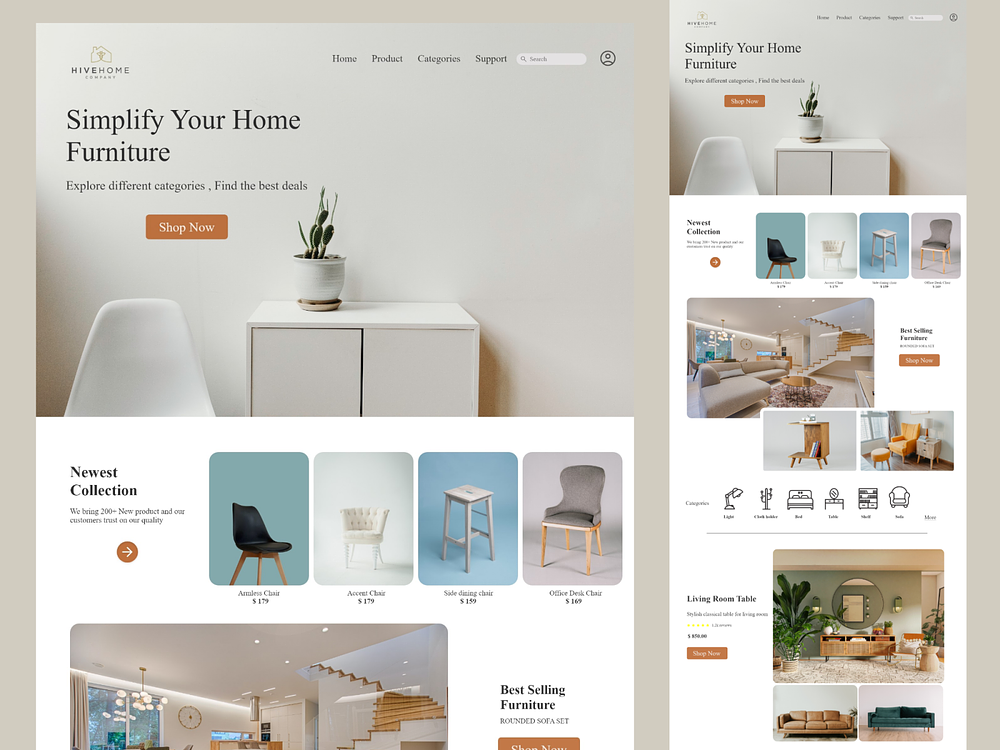 HIVEHOME
COMPANY
Home
Product
Categories
Support
Search
Simplify Your Home
Furniture
Explore different categories , Find the best deals
Shop Now
Newest
Collection
We bring 200+ New product and our
customers trust on our quality
Armless Chair
$ 179
Accent Chair
$ 179
Side dining chair
$ 159
Office Desk Chair
$ 169
Best Selling
Furniture
ROUNDED SOFA SET
Shop Now
HIVEHOME
COMPANY
Home
Product
Categories
Support
Search
Simplify Your Home
Furniture
Explore different categories , Find the best deals
Shop Now
Newest
Collection
We bring 200+ New product and our
customers trust on our quality
Armless Chair
$ 179
Accent Chair
$ 179
Side dining chair
$ 159
Office Desk Chair
$ 169
Best Selling
Furniture
ROUNDED SOFA SET
Shop Now
Categories
Light
Cloth holder
Bed
Table
Shelf
Sofa
More
Living Room Table
Stylish classical table for living room
$ 850.00
Shop Now